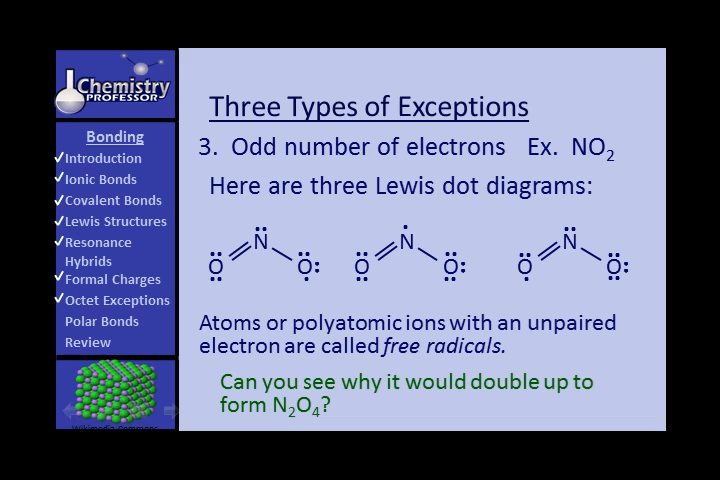 Chemistry
PROFESSOR
Bonding
✓Introduction
✓Ionic Bonds
✓Covalent Bonds
✓Lewis Structures
✓Resonance
Hybrids
✓Formal Charges
✓Octet Exceptions
Polar Bonds
Review
Wikimedia Commons
Three Types of Exceptions
3. Odd number of electrons Ex. NO₂
Here are three Lewis dot diagrams:
N N N
O O O O O O
Atoms or polyatomic ions with an unpaired
electron are called free radicals.
Can you see why it would double up to
form N₂O₄?